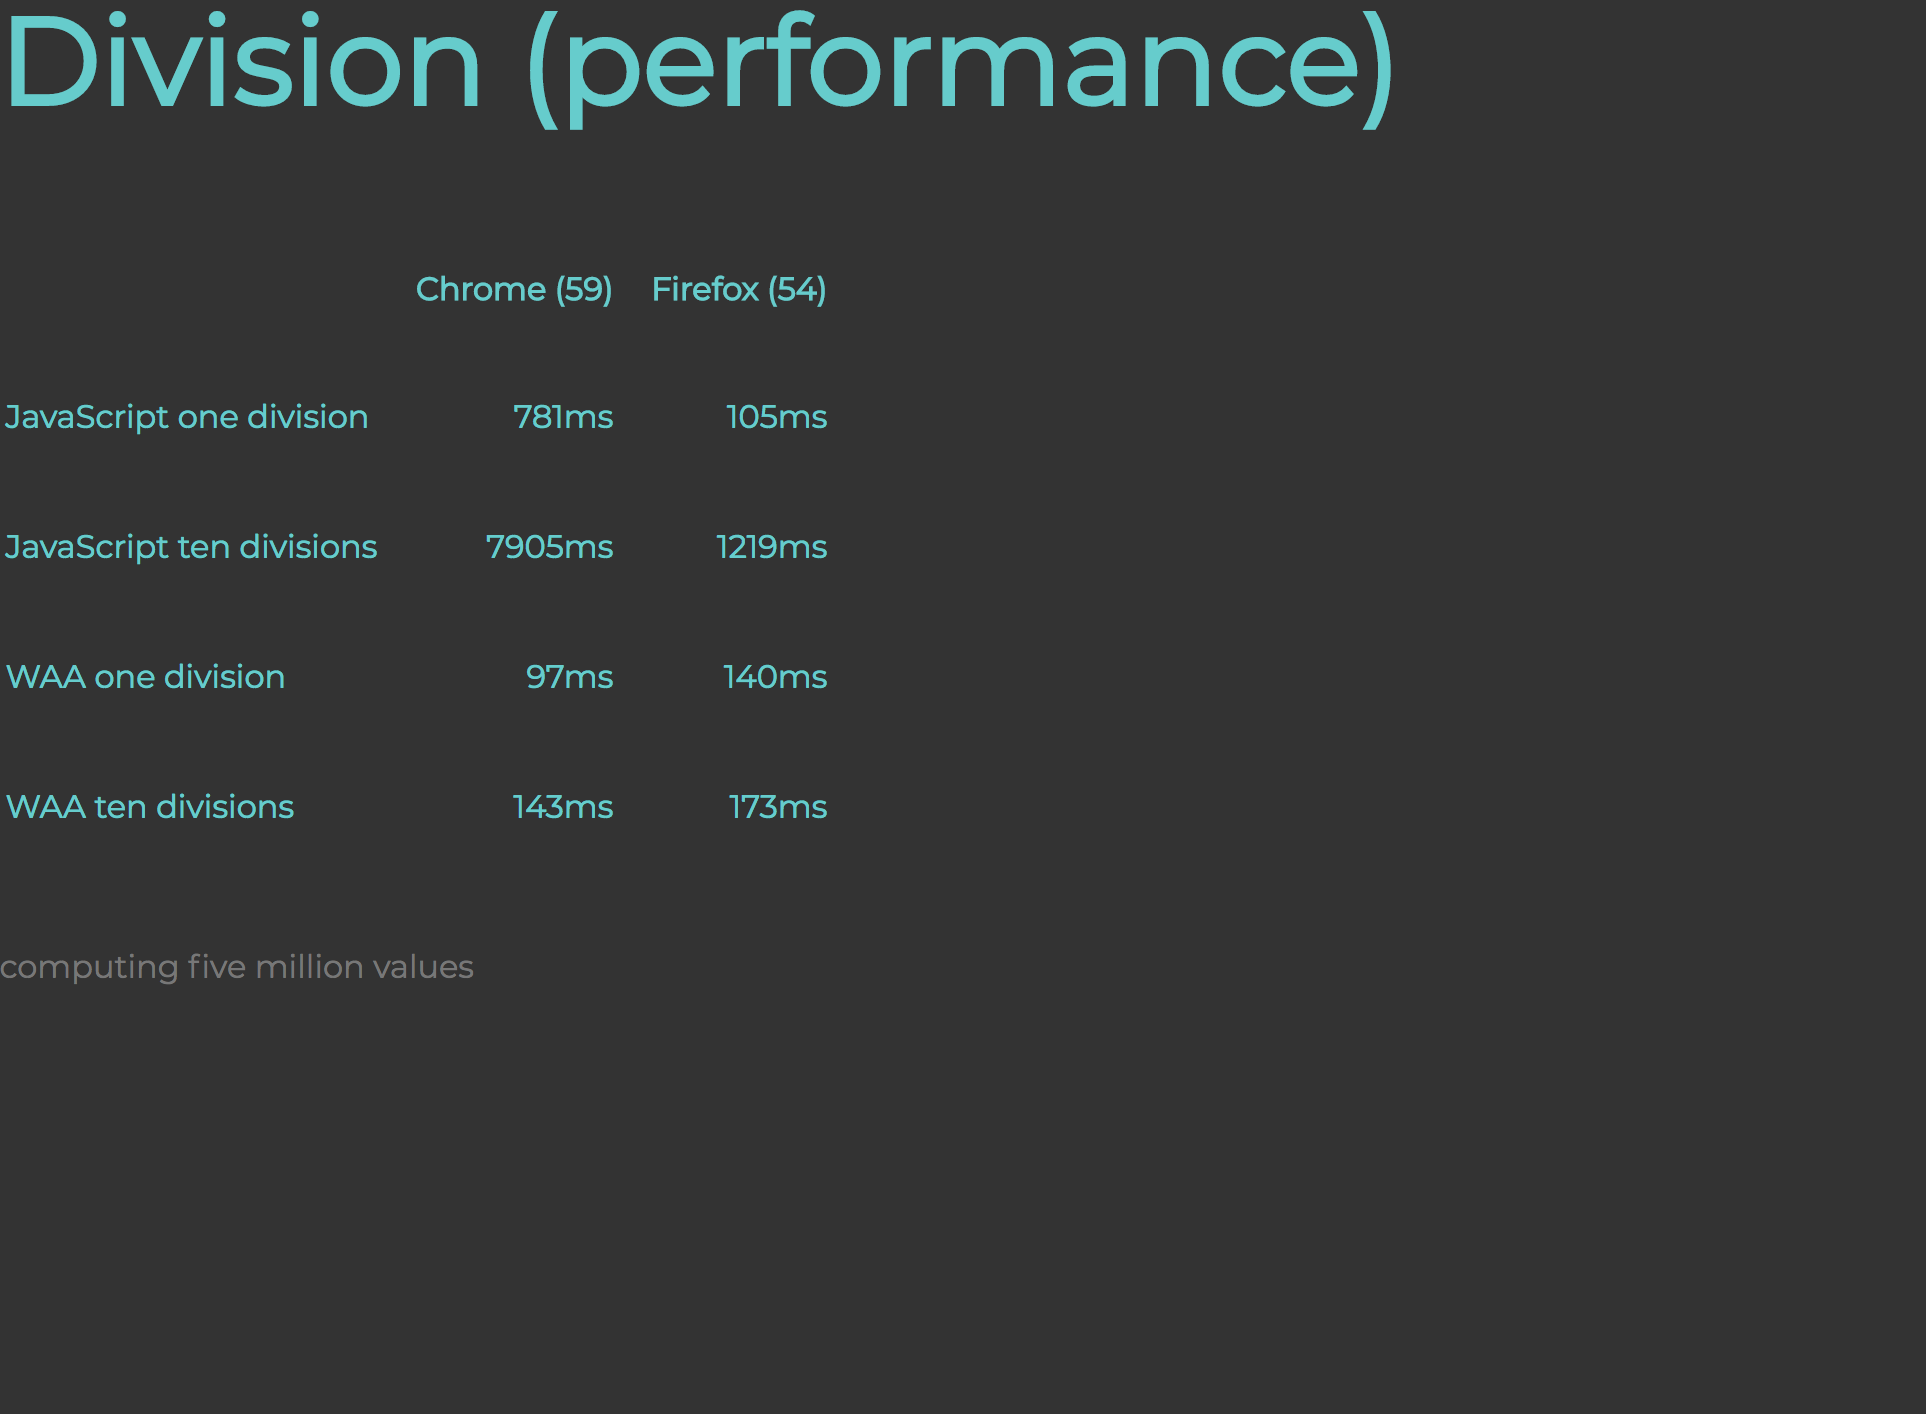 Division (performance)
Chrome (59) Firefox (54)
JavaScript one division 781ms 105ms
JavaScript ten divisions 7905ms 1219ms
WAA one division 97ms 140ms
WAA ten divisions 143ms 173ms
computing five million values